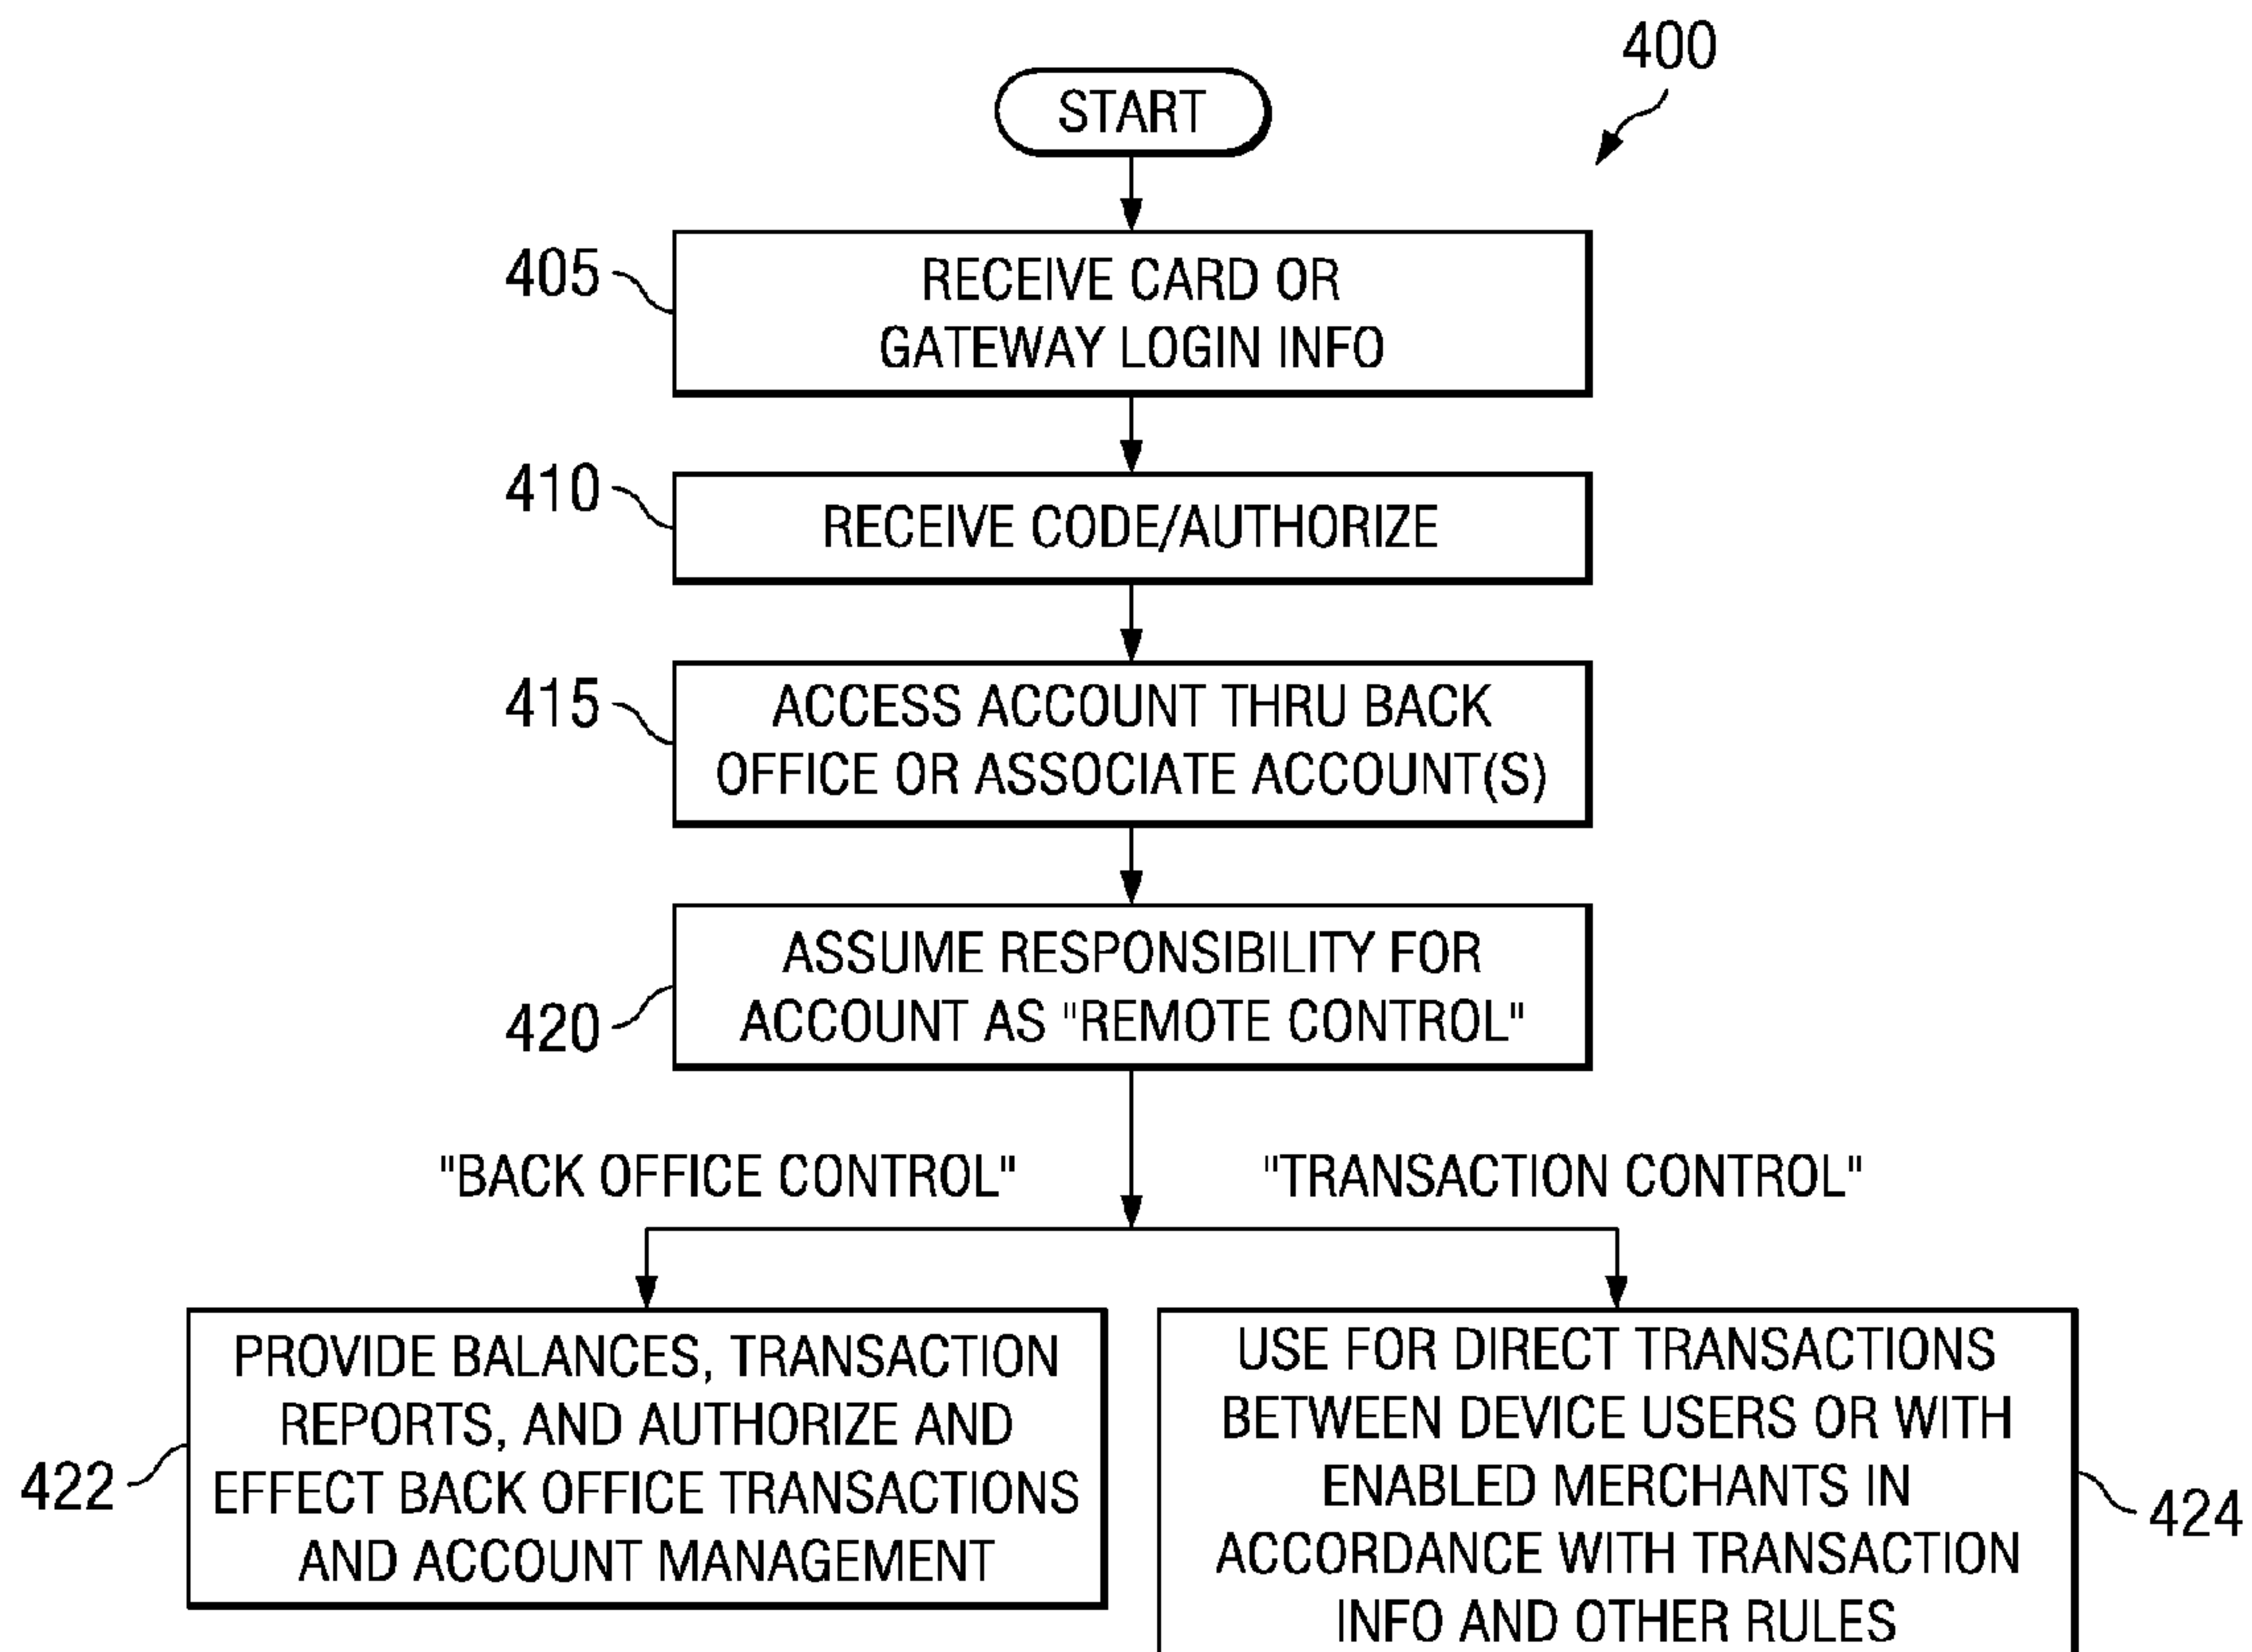 400
START
405
RECEIVE CARD OR
GATEWAY LOGIN INFO
410
RECEIVE CODE/AUTHORIZE
415
ACCESS ACCOUNT THRU BACK
OFFICE OR ASSOCIATE ACCOUNT(S)
420
ASSUME RESPONSIBILITY FOR
ACCOUNT AS "REMOTE CONTROL"
"BACK OFFICE CONTROL"
"TRANSACTION CONTROL"
422
PROVIDE BALANCES, TRANSACTION
REPORTS, AND AUTHORIZE AND
EFFECT BACK OFFICE TRANSACTIONS
AND ACCOUNT MANAGEMENT
USE FOR DIRECT TRANSACTIONS
BETWEEN DEVICE USERS OR WITH
ENABLED MERCHANTS IN
ACCORDANCE WITH TRANSACTION
INFO AND OTHER RULES
424